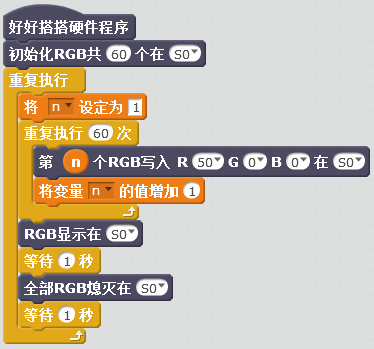 好好搭搭硬件程序
初始化RGB共 60 个在 S0
重复执行
将 n 设定为 1
重复执行 60 次
第 n 个RGB写入 R 50 G 0 B 0 在 S0
将变量 n 的值增加 1
RGB显示在 S0
等待 1 秒
全部RGB熄灭在 S0
等待 1 秒